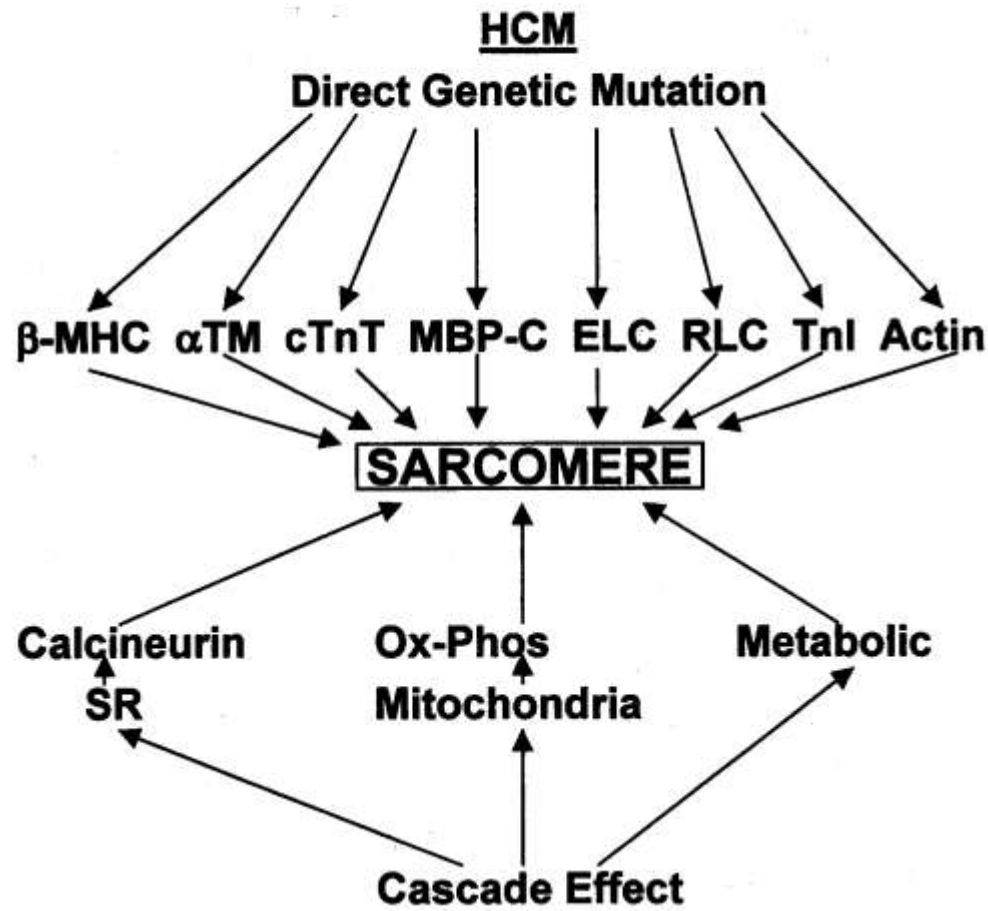 HCM
Direct Genetic Mutation
β-MHC αTM cTnT MBP-C ELC RLC TnI Actin
SARCOMERE
Calcineurin Ox-Phos Metabolic
SR Mitochondria
Cascade Effect